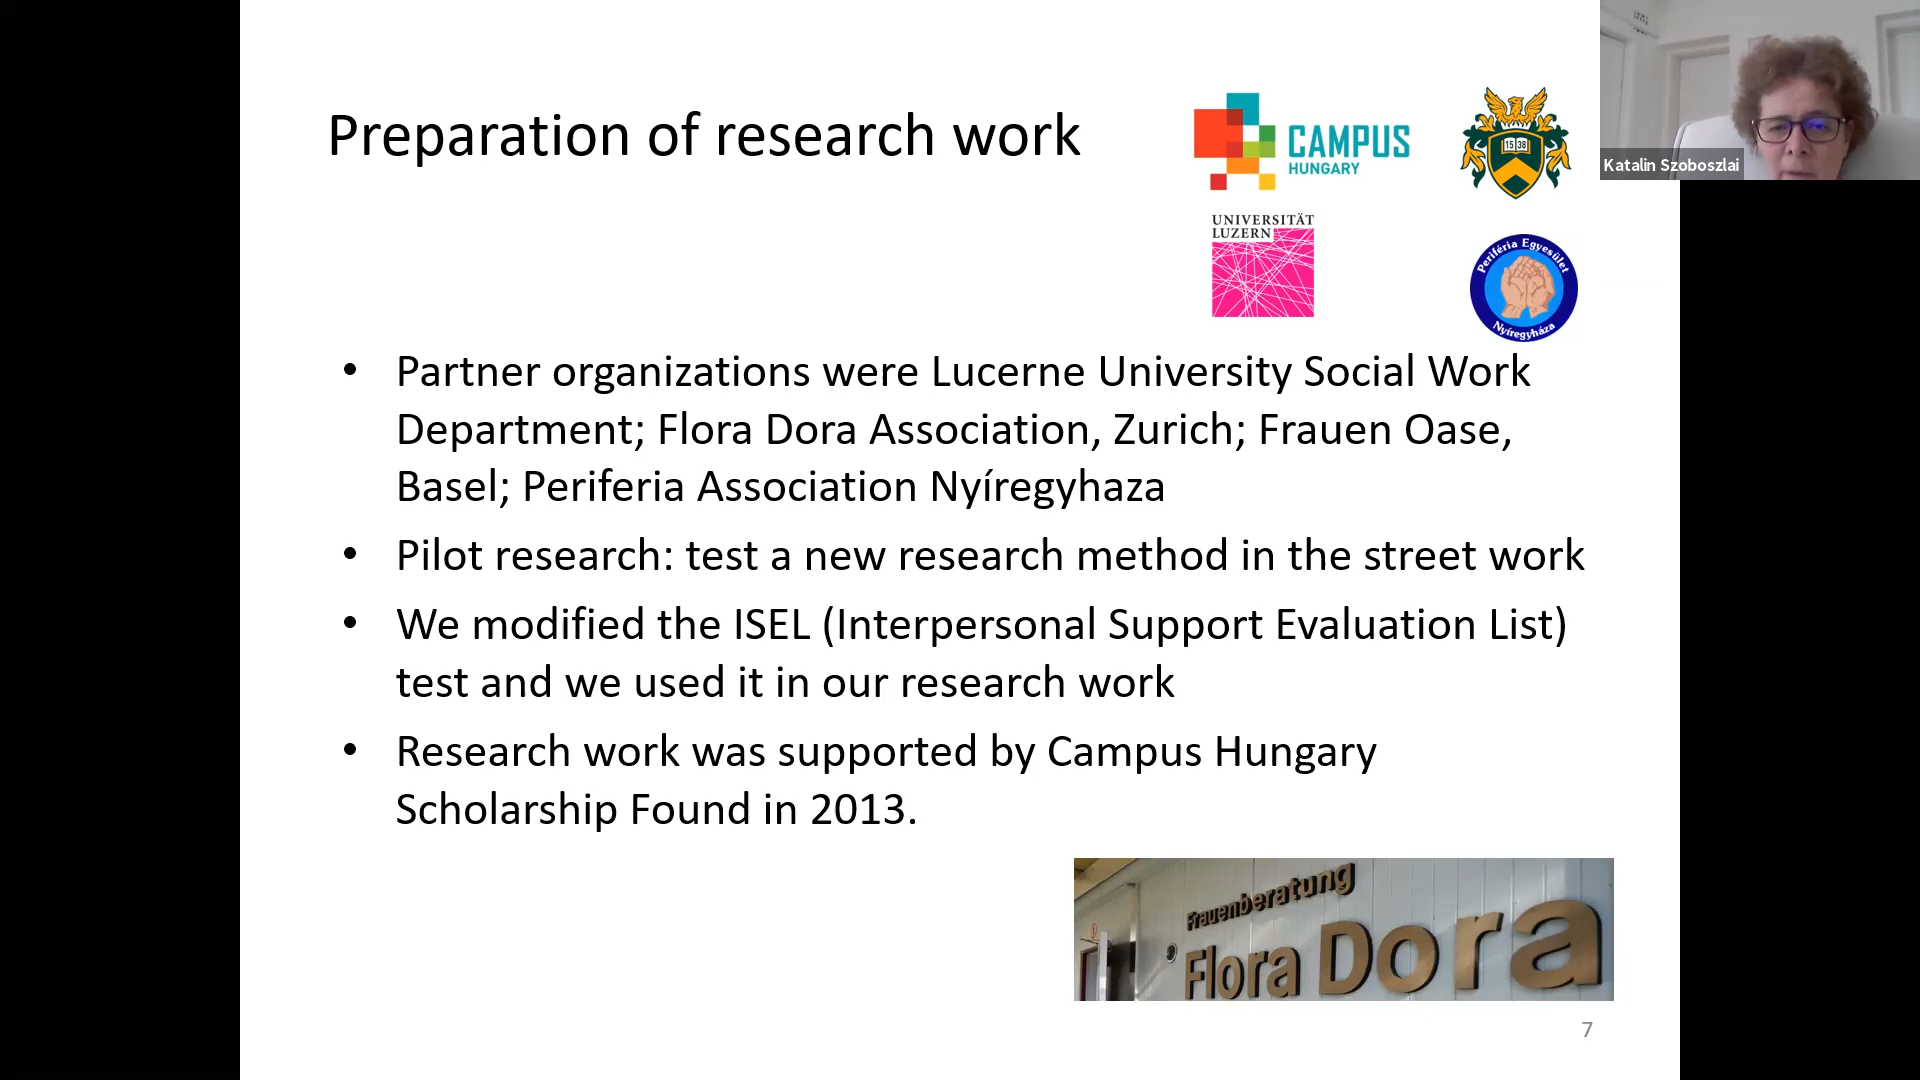 Preparation of research work
CAMPUS
HUNGARY
15 38
UNIVERSITÄT
LUZERN
Periféria Egyesület
Nyíregyháza
Katalin Szoboszlai
• Partner organizations were Lucerne University Social Work
Department; Flora Dora Association, Zurich; Frauen Oase,
Basel; Periferia Association Nyíregyhaza
• Pilot research: test a new research method in the street work
• We modified the ISEL (Interpersonal Support Evaluation List)
test and we used it in our research work
• Research work was supported by Campus Hungary
Scholarship Found in 2013.
Frauenberatung
Flora Dora
7